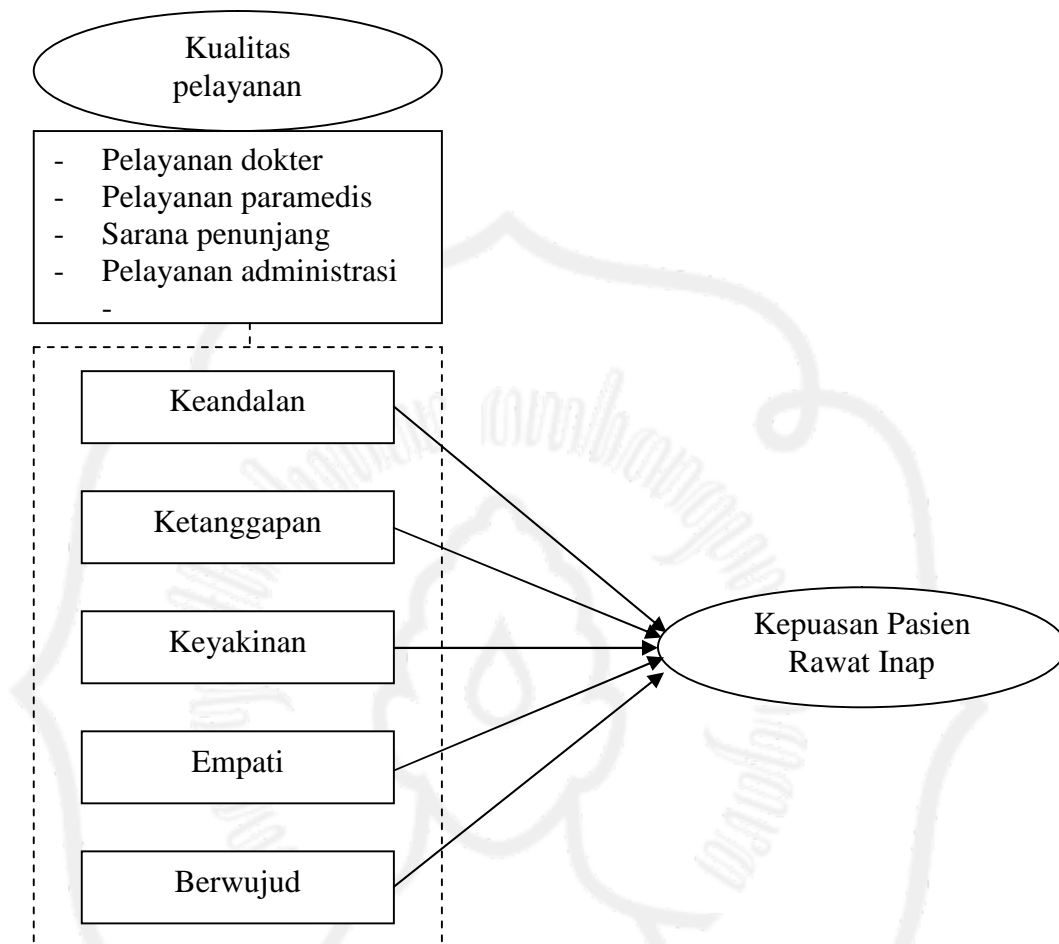 Kualitas
pelayanan
- Pelayanan dokter
- Pelayanan paramedis
- Sarana penunjang
- Pelayanan administrasi
-
Keandalan
Ketanggapan
Keyakinan
Empati
Berwujud
Kepuasan Pasien
Rawat Inap